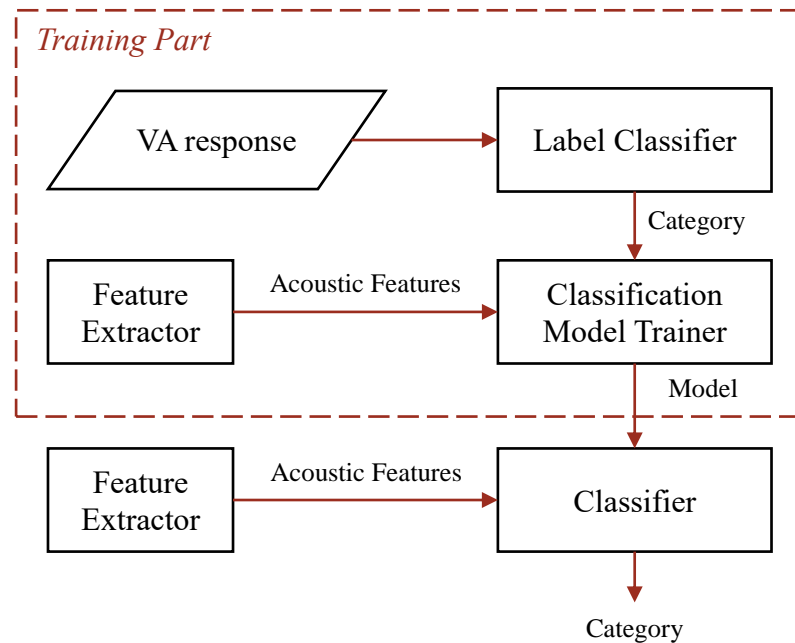 Training Part
VA response
Label Classifier
Category
Feature
Extractor
Acoustic Features
Classification
Model Trainer
Model
Feature
Extractor
Acoustic Features
Classifier
Category